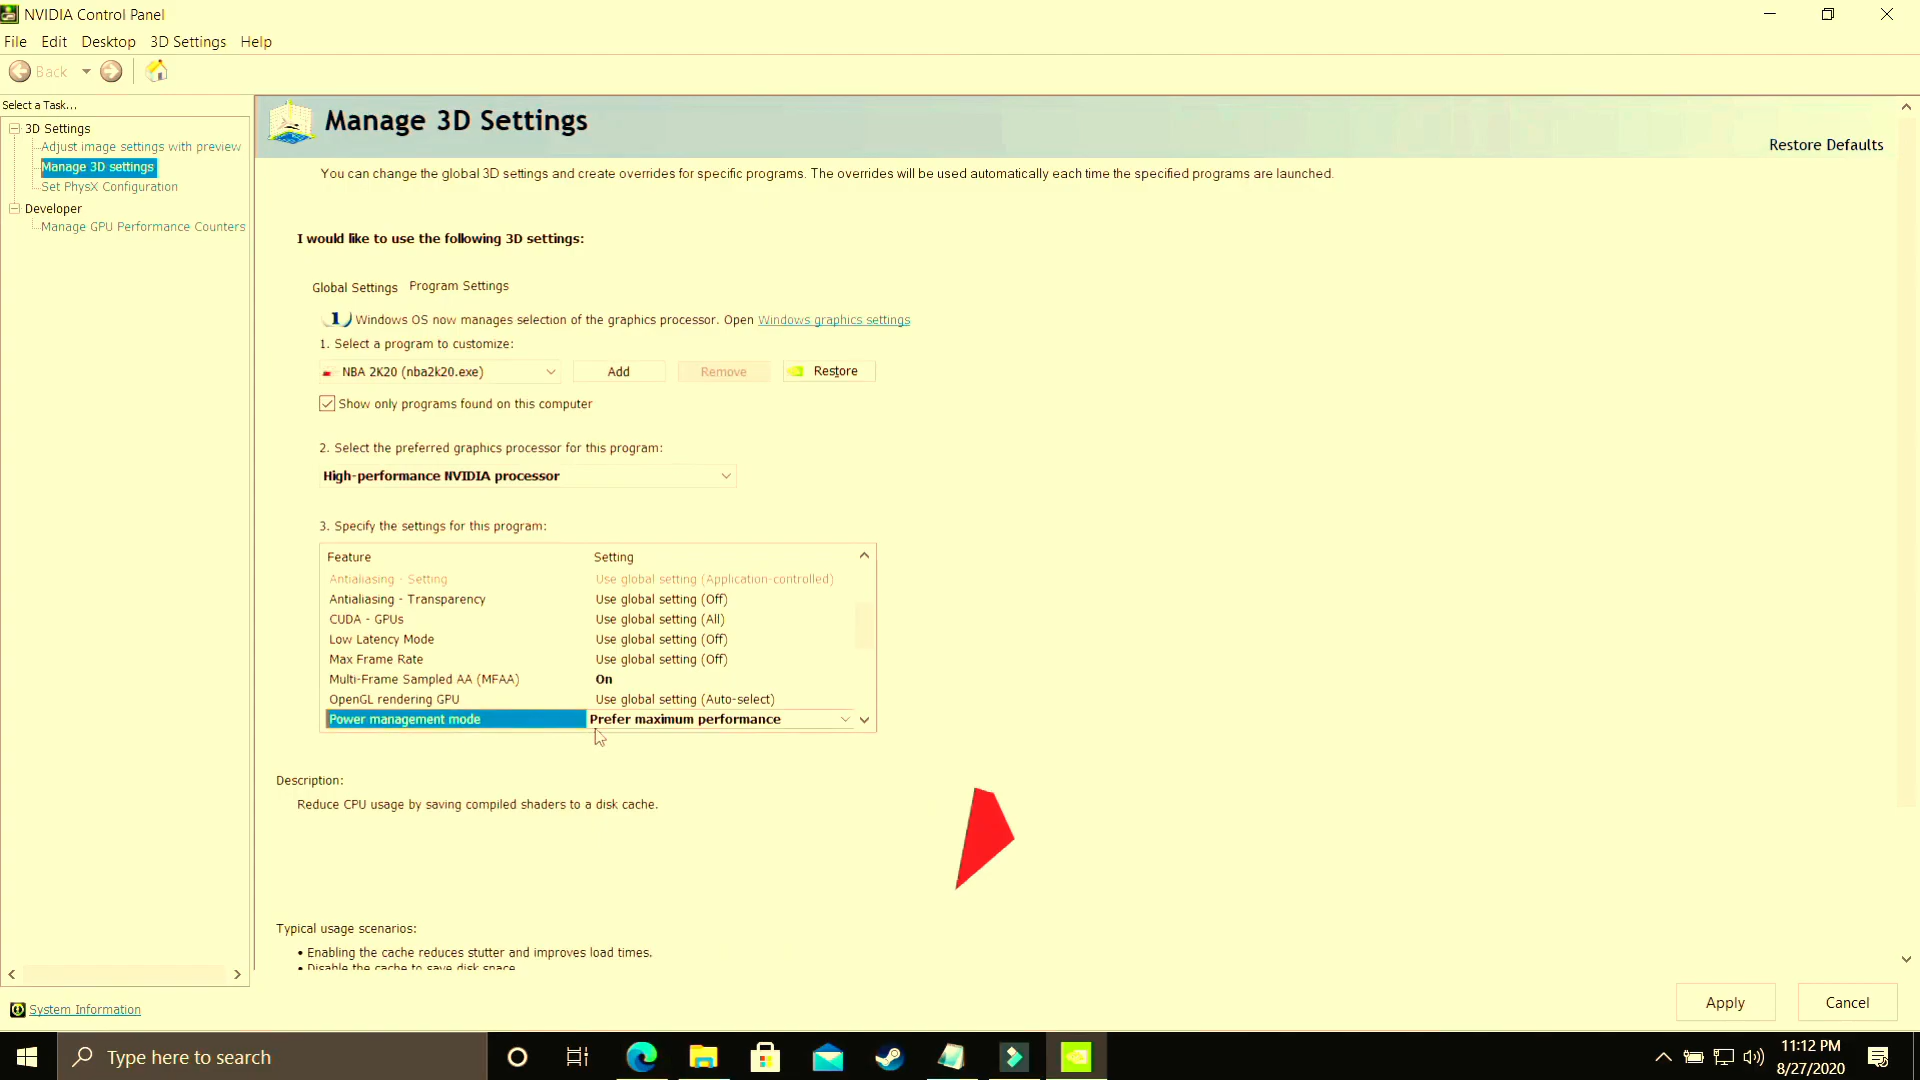 NVIDIA Control Panel
File Edit Desktop 3D Settings Help
Back
Select a Task...
3D Settings
Adjust image settings with preview
Manage 3D settings
Set PhysX Configuration
Developer
Manage GPU Performance Counters
System Information
Manage 3D Settings
Restore Defaults
You can change the global 3D settings and create overrides for specific programs. The overrides will be used automatically each time the specified programs are launched.
I would like to use the following 3D settings:
Global Settings Program Settings
Windows OS now manages selection of the graphics processor. Open Windows graphics settings
1. Select a program to customize:
NBA 2K20 (nba2k20.exe) Add Remove Restore
Show only programs found on this computer
2. Select the preferred graphics processor for this program:
High-performance NVIDIA processor
3. Specify the settings for this program:
Feature Setting
Antialiasing - Setting Use global setting (Application-controlled)
Antialiasing - Transparency Use global setting (Off)
CUDA - GPUs Use global setting (All)
Low Latency Mode Use global setting (Off)
Max Frame Rate Use global setting (Off)
Multi-Frame Sampled AA (MFAA) On
OpenGL rendering GPU Use global setting (Auto-select)
Power management mode Prefer maximum performance
Description:
Reduce CPU usage by saving compiled shaders to a disk cache.
Typical usage scenarios:
• Enabling the cache reduces stutter and improves load times.
• Disable the cache to save disk space
Apply Cancel
Type here to search
11:12 PM
8/27/2020